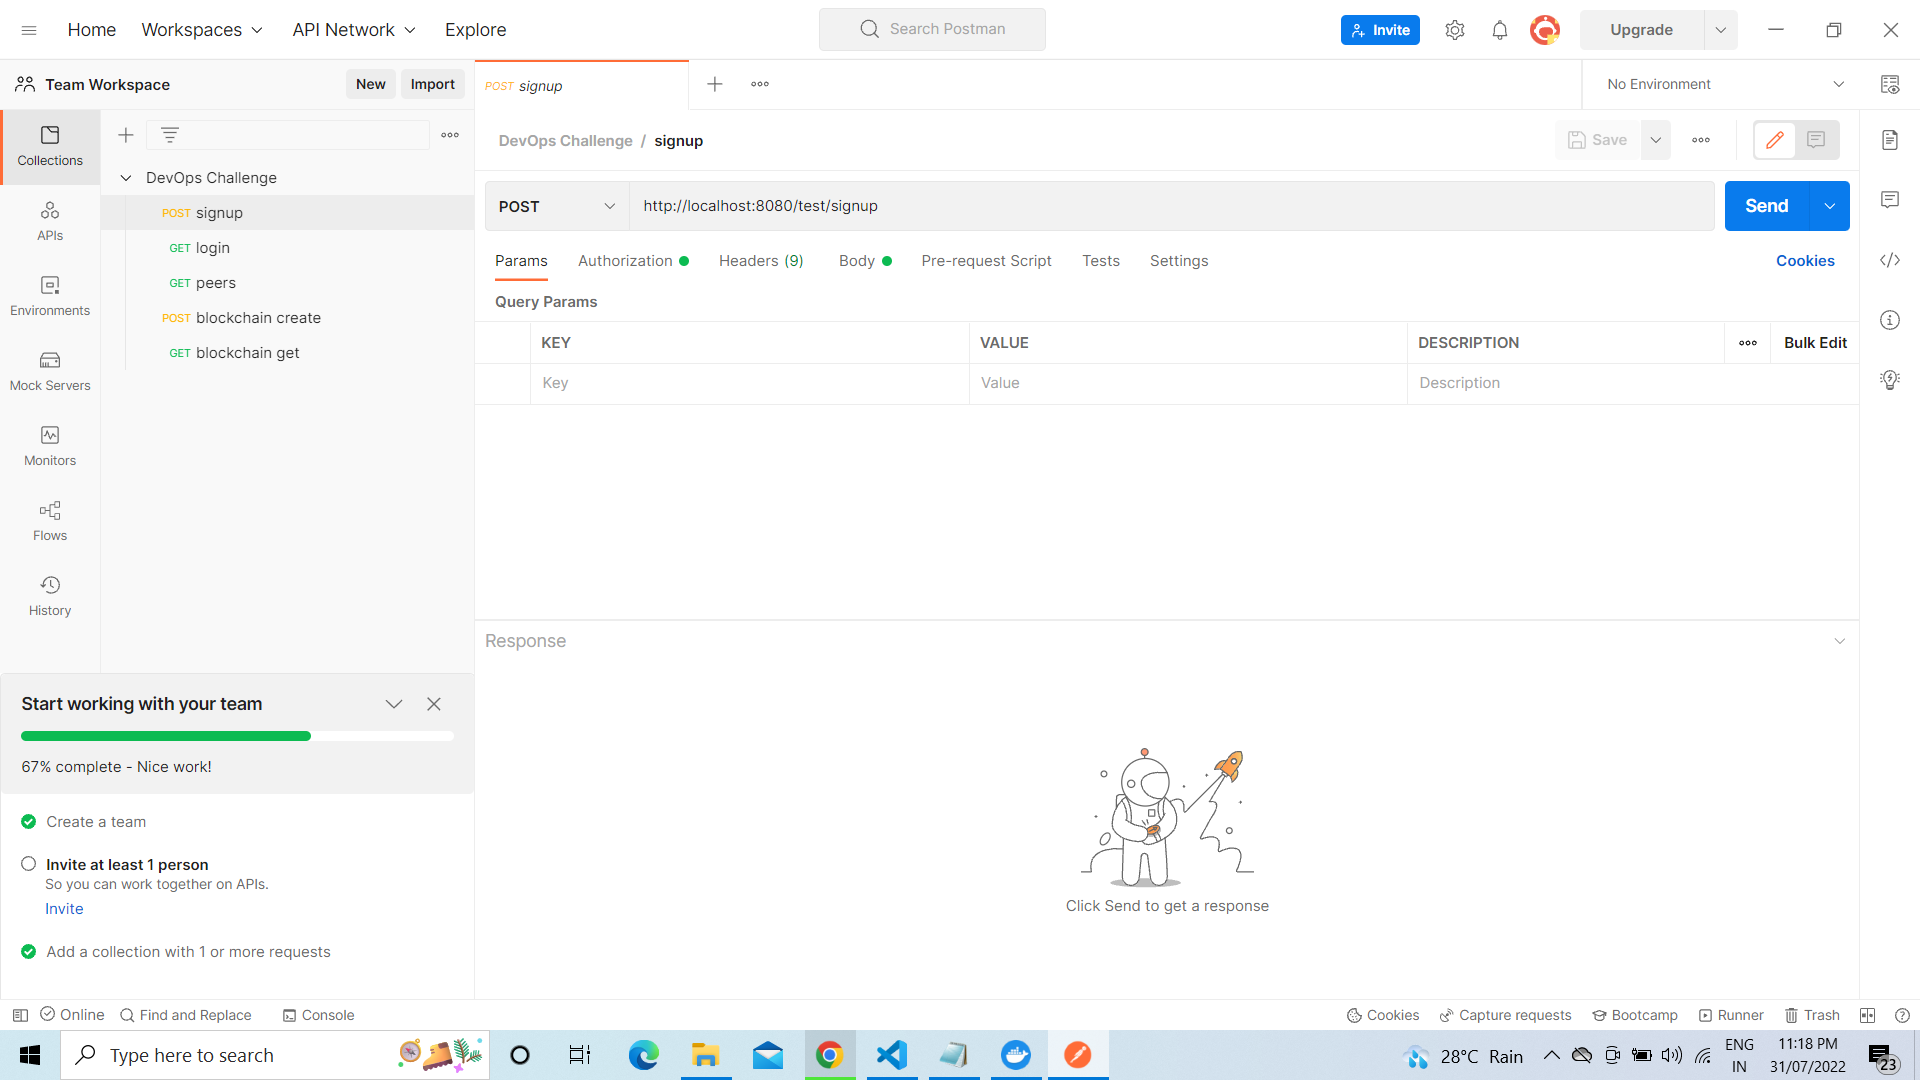 Home Workspaces API Network Explore Search Postman Invite Upgrade
Team Workspace New Import POST signup No Environment
Collections
APIs
Environments
Mock Servers
Monitors
Flows
History
DevOps Challenge
POST signup
GET login
GET peers
POST blockchain create
GET blockchain get
DevOps Challenge / signup Save
POST http://localhost:8080/test/signup Send
Params Authorization Headers (9) Body Pre-request Script Tests Settings Cookies
Query Params
KEY VALUE DESCRIPTION Bulk Edit
Key Value Description
Response
Click Send to get a response
Start working with your team
67% complete - Nice work!
Create a team
Invite at least 1 person
So you can work together on APIs.
Invite
Add a collection with 1 or more requests
Online Find and Replace Console Cookies Capture requests Bootcamp Runner Trash
Type here to search 28°C Rain
ENG
IN
11:18 PM
31/07/2022
23